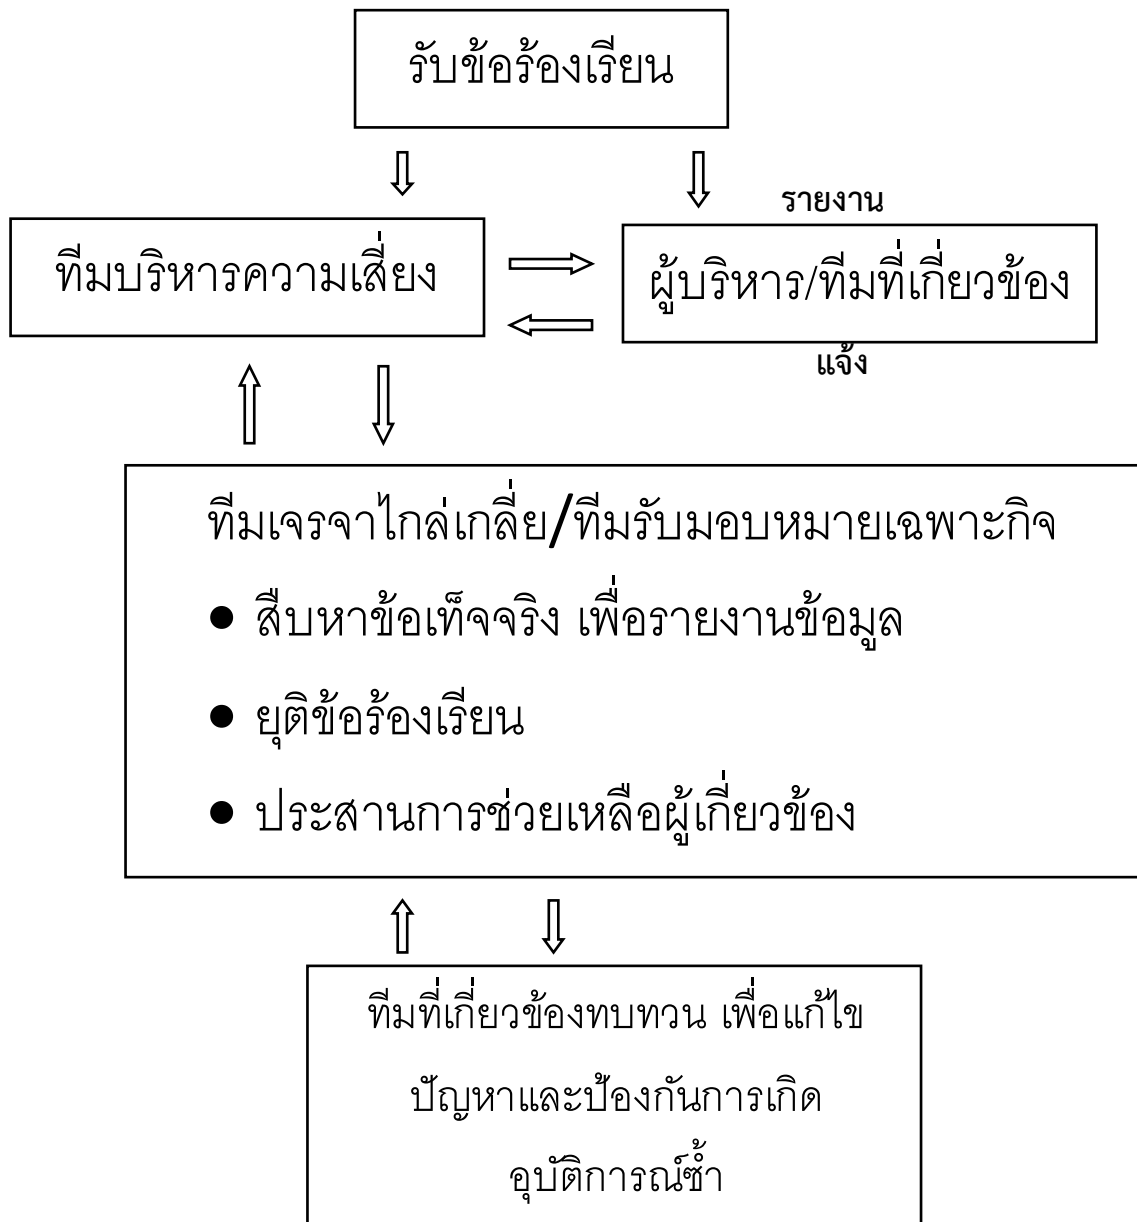 รับข้อร้องเรียน
รายงาน
ทีมบริหารความเสี่ยง
ผู้บริหาร/ทีมที่เกี่ยวข้อง
แจ้ง
ทีมเจรจาไกล่เกลี่ย/ทีมรับมอบหมายเฉพาะกิจ
● สืบหาข้อเท็จจริง เพื่อรายงานข้อมูล
● ยุติข้อร้องเรียน
● ประสานการช่วยเหลือผู้เกี่ยวข้อง
ทีมที่เกี่ยวข้องทบทวน เพื่อแก้ไข
ปัญหาและป้องกันการเกิด
อุบัติการณ์ซ้ำ